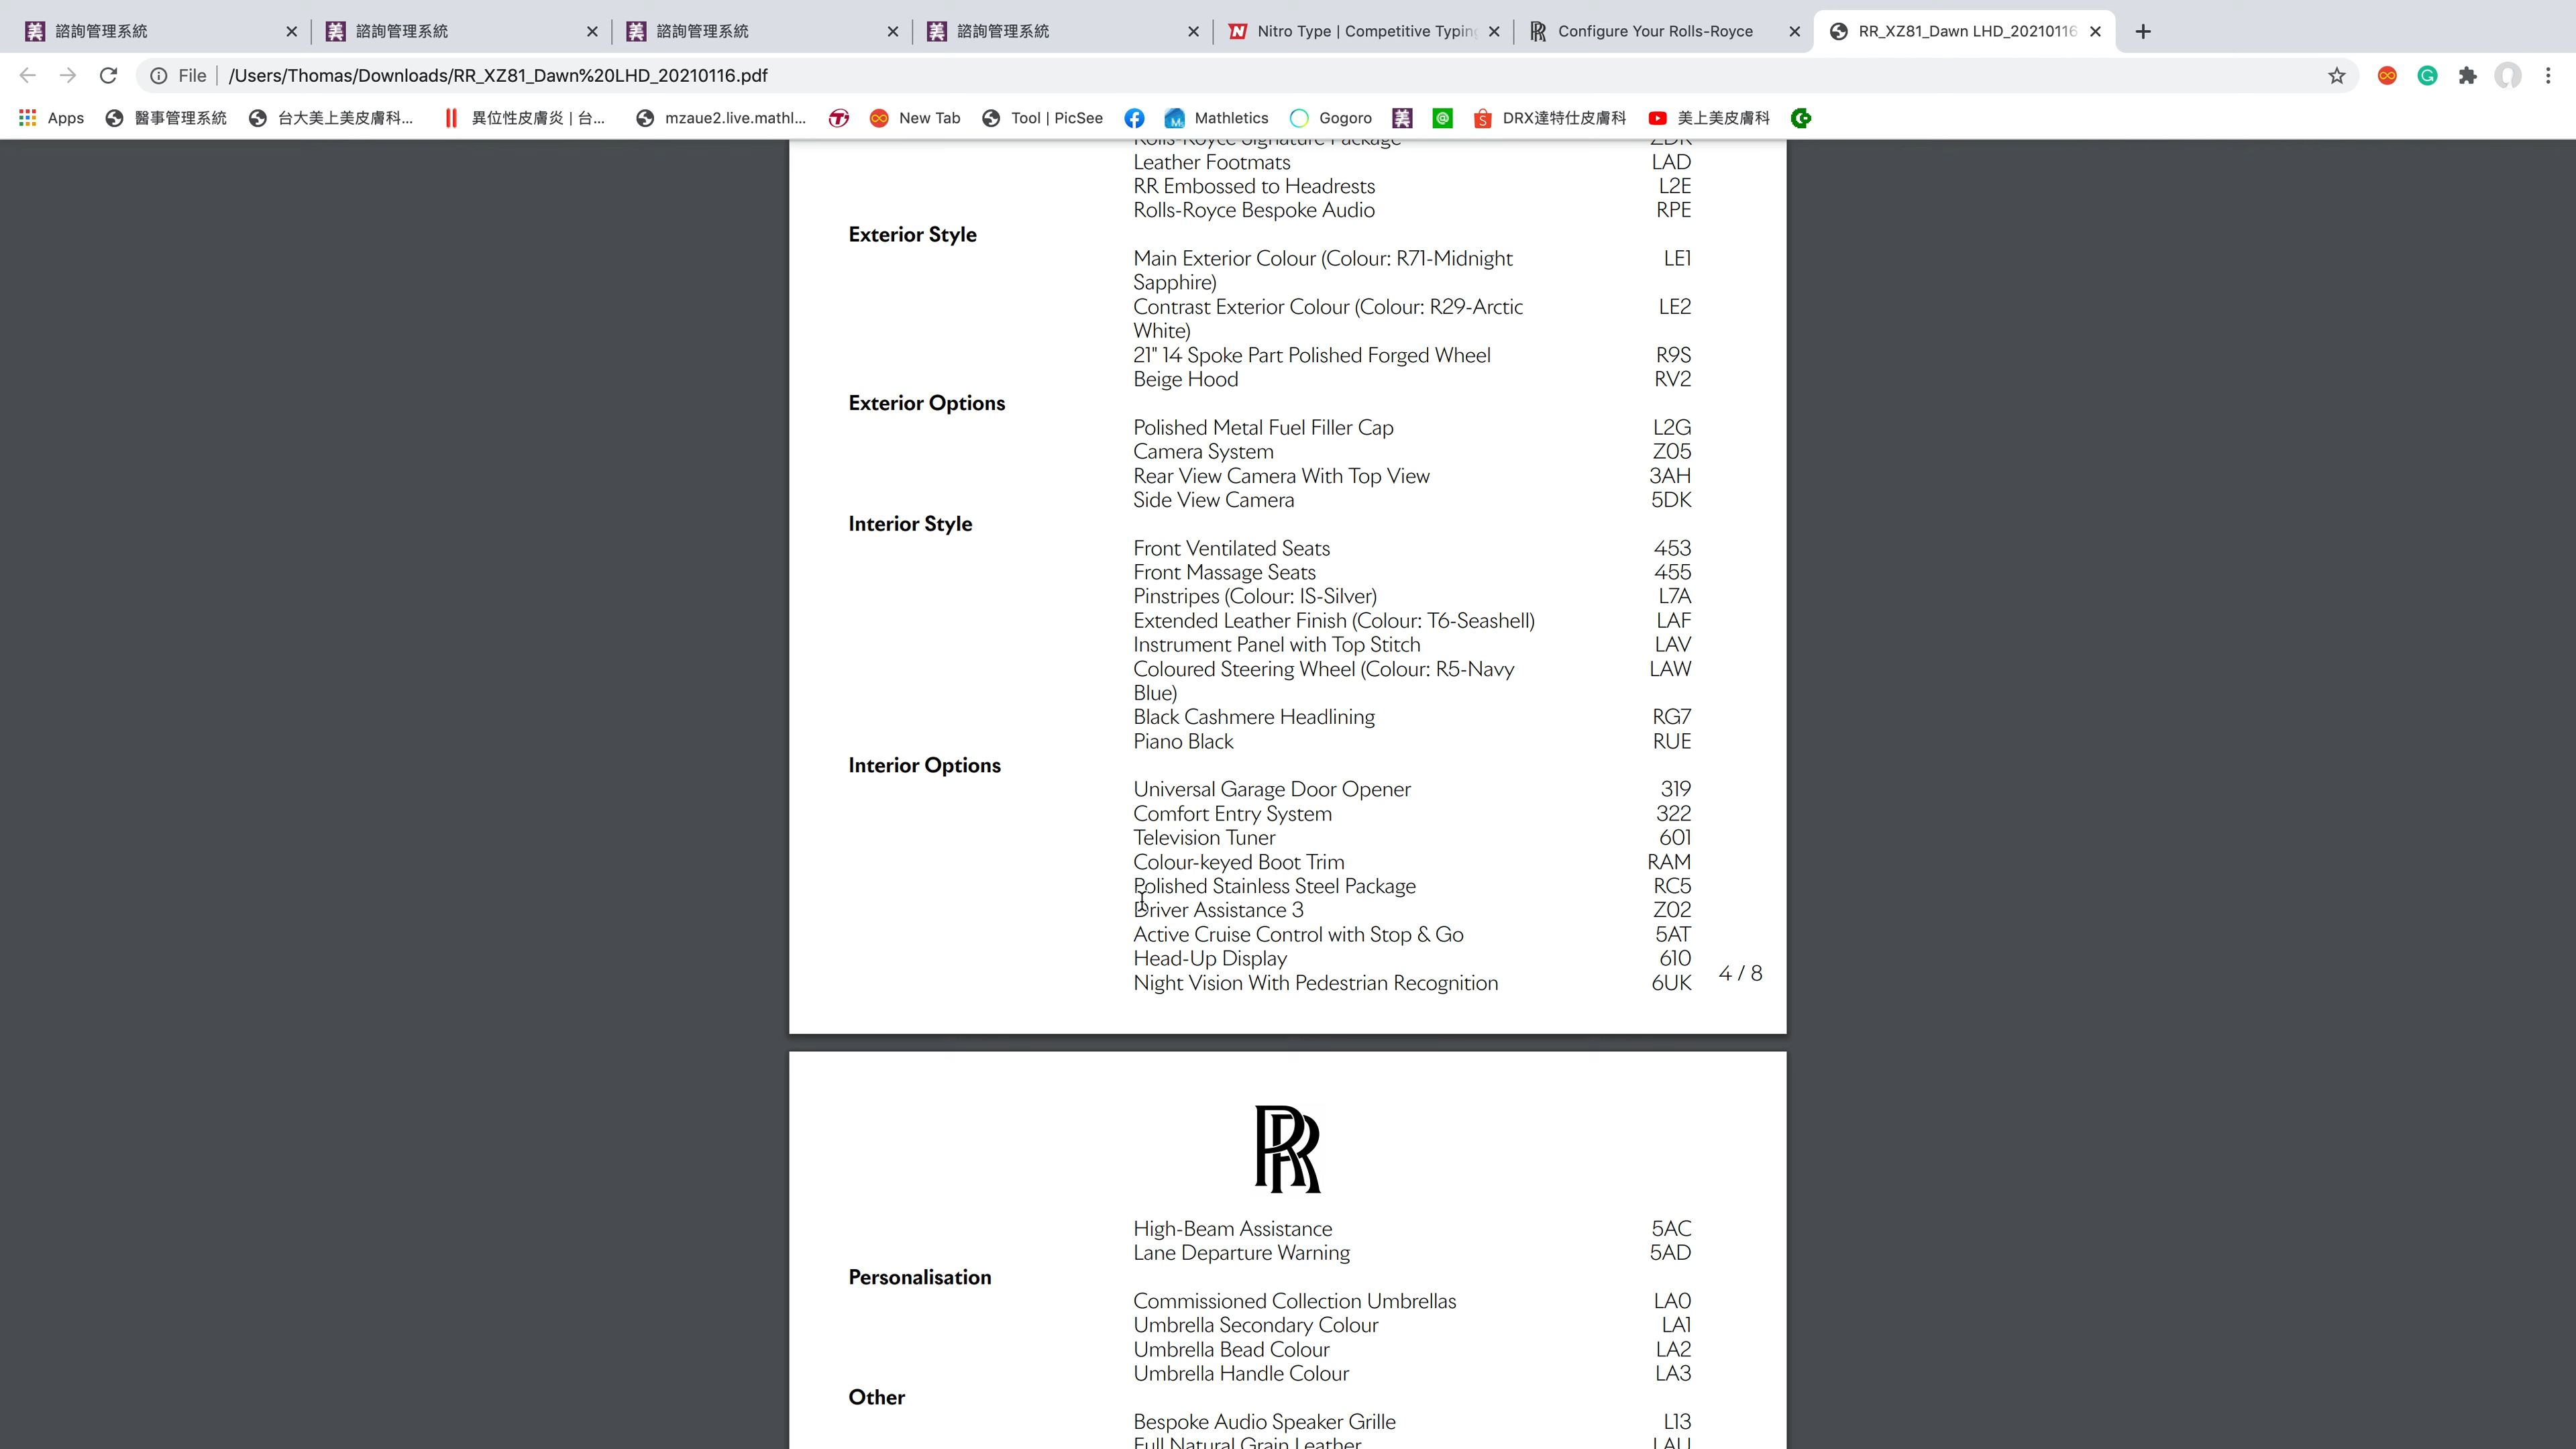 諮詢管理系統 諮詢管理系統 諮詢管理系統 諮詢管理系統 Nitro Type | Competitive Typing Configure Your Rolls-Royce RR_XZ81_Dawn LHD_20210116
File /Users/Thomas/Downloads/RR_XZ81_Dawn%20LHD_20210116.pdf
Apps 醫事管理系統 台大美上美皮膚科... 異位性皮膚炎 | 台... mzaue2.live.mathl... New Tab Tool | PicSee Mathletics Gogoro DRX達特仕皮膚科 美上美皮膚科
Rolls-Royce Signature Package ZDR
Leather Footmats LAD
RR Embossed to Headrests L2E
Rolls-Royce Bespoke Audio RPE
Exterior Style
Main Exterior Colour (Colour: R71-Midnight LE1
Sapphire)
Contrast Exterior Colour (Colour: R29-Arctic LE2
White)
21" 14 Spoke Part Polished Forged Wheel R9S
Beige Hood RV2
Exterior Options
Polished Metal Fuel Filler Cap L2G
Camera System Z05
Rear View Camera With Top View 3AH
Side View Camera 5DK
Interior Style
Front Ventilated Seats 453
Front Massage Seats 455
Pinstripes (Colour: IS-Silver) L7A
Extended Leather Finish (Colour: T6-Seashell) LAF
Instrument Panel with Top Stitch LAV
Coloured Steering Wheel (Colour: R5-Navy LAW
Blue)
Black Cashmere Headlining RG7
Piano Black RUE
Interior Options
Universal Garage Door Opener 319
Comfort Entry System 322
Television Tuner 601
Colour-keyed Boot Trim RAM
Polished Stainless Steel Package RC5
Driver Assistance 3 Z02
Active Cruise Control with Stop & Go 5AT
Head-Up Display 610
Night Vision With Pedestrian Recognition 6UK
4 / 8
RR
High-Beam Assistance 5AC
Lane Departure Warning 5AD
Personalisation
Commissioned Collection Umbrellas LA0
Umbrella Secondary Colour LA1
Umbrella Bead Colour LA2
Umbrella Handle Colour LA3
Other
Bespoke Audio Speaker Grille L13
Full Natural Grain Leather LAU